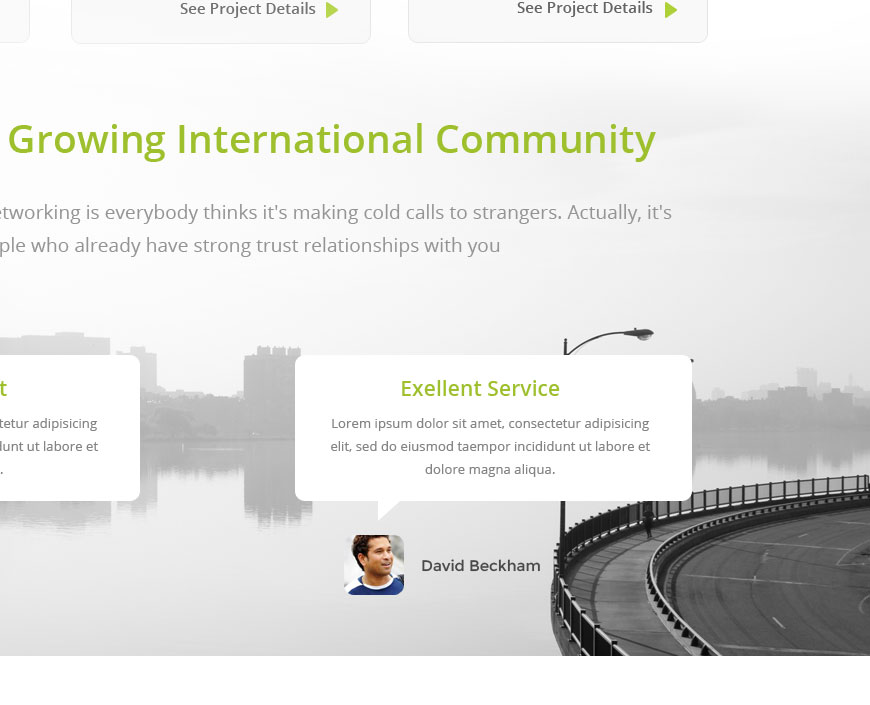 See Project Details
See Project Details
Growing International Community
etworking is everybody thinks it's making cold calls to strangers. Actually, it's
ple who already have strong trust relationships with you
t
tetur adipisicing
dunt ut labore et
.
Exellent Service
Lorem ipsum dolor sit amet, consectetur adipisicing
elit, sed do eiusmod taempor incididunt ut labore et
dolore magna aliqua.
David Beckham